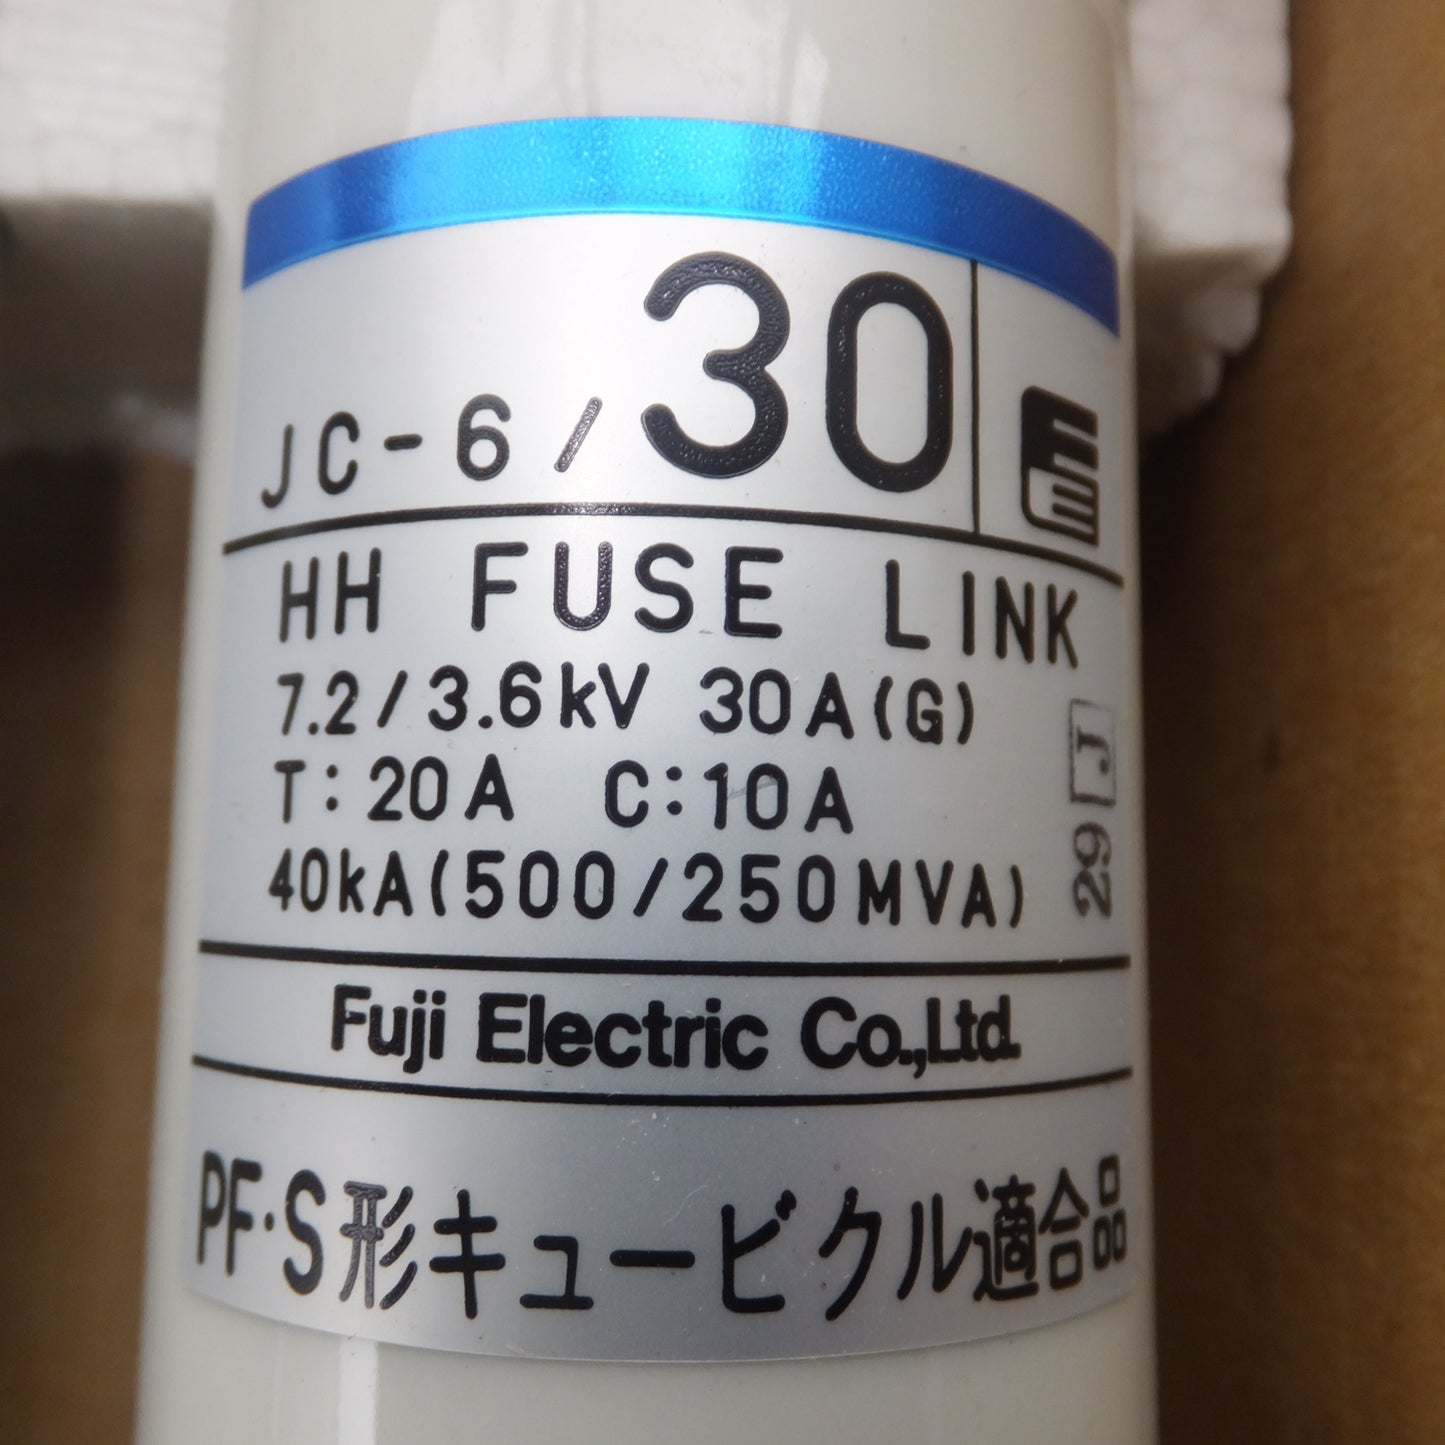 JC-6/30
HH FUSE LINK
7.2/3.6kV 30A(G)
T:20A C:10A
40kA(500/250MVA)
29 J
Fuji Electric Co.,Ltd.
PF·S形キュービクル適合品